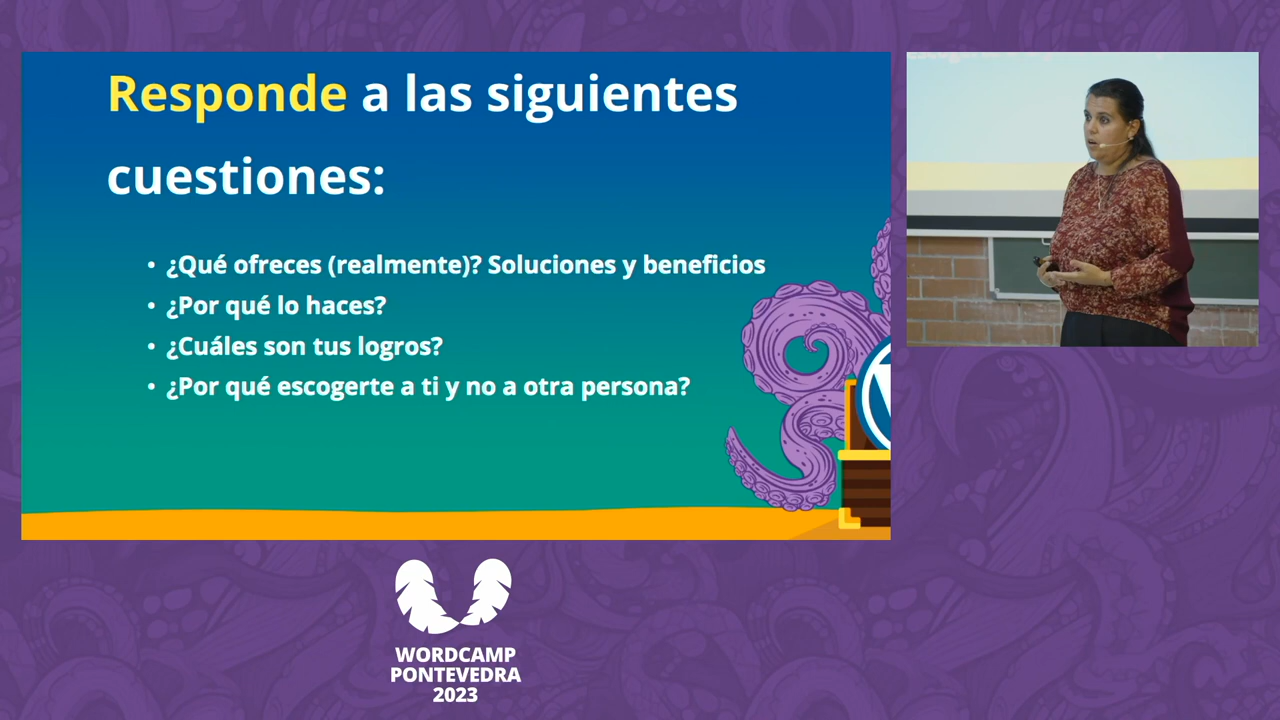 Responde a las siguientes
cuestiones:
• ¿Qué ofreces (realmente)? Soluciones y beneficios
• ¿Por qué lo haces?
• ¿Cuáles son tus logros?
• ¿Por qué escogerte a ti y no a otra persona?
WORDCAMP
PONTEVEDRA
2023